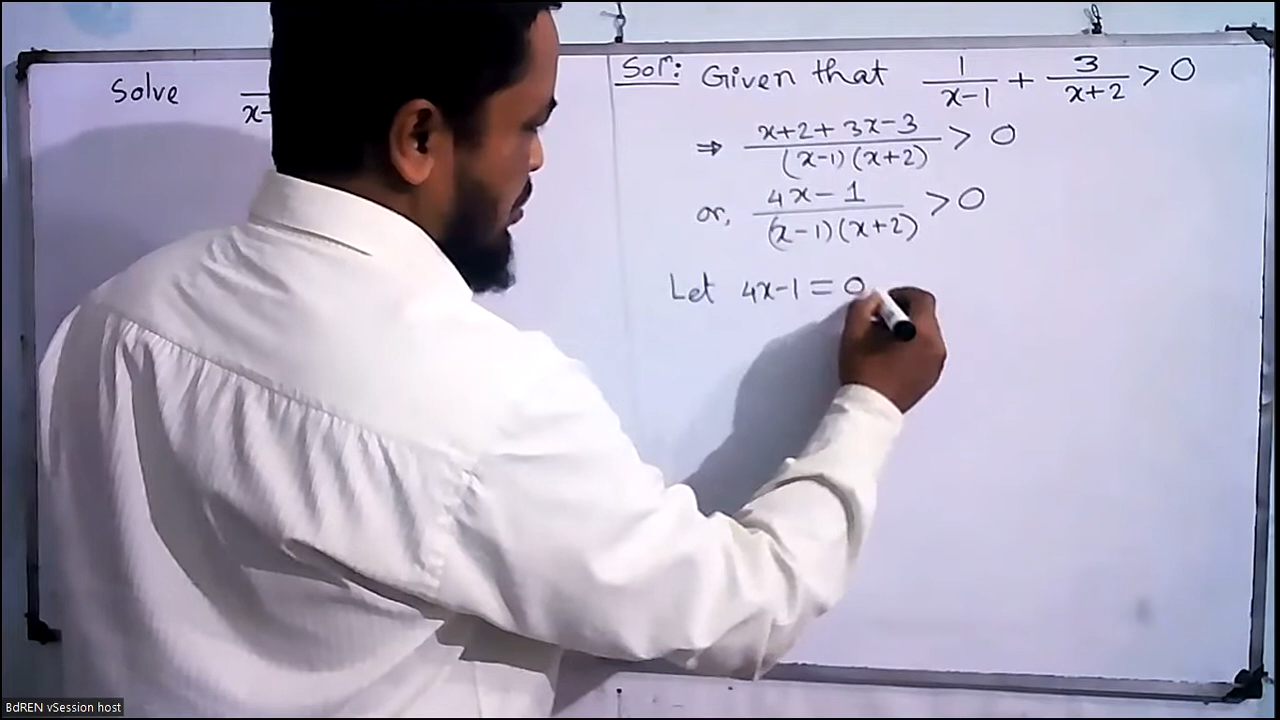 Solve
x-
Soln: Given that 1/(x-1) + 3/(x+2) > 0
⇒ (x+2+3x-3)/((x-1)(x+2)) > 0
or, (4x-1)/((x-1)(x+2)) > 0
Let 4x-1 = 0
BdREN vSession host